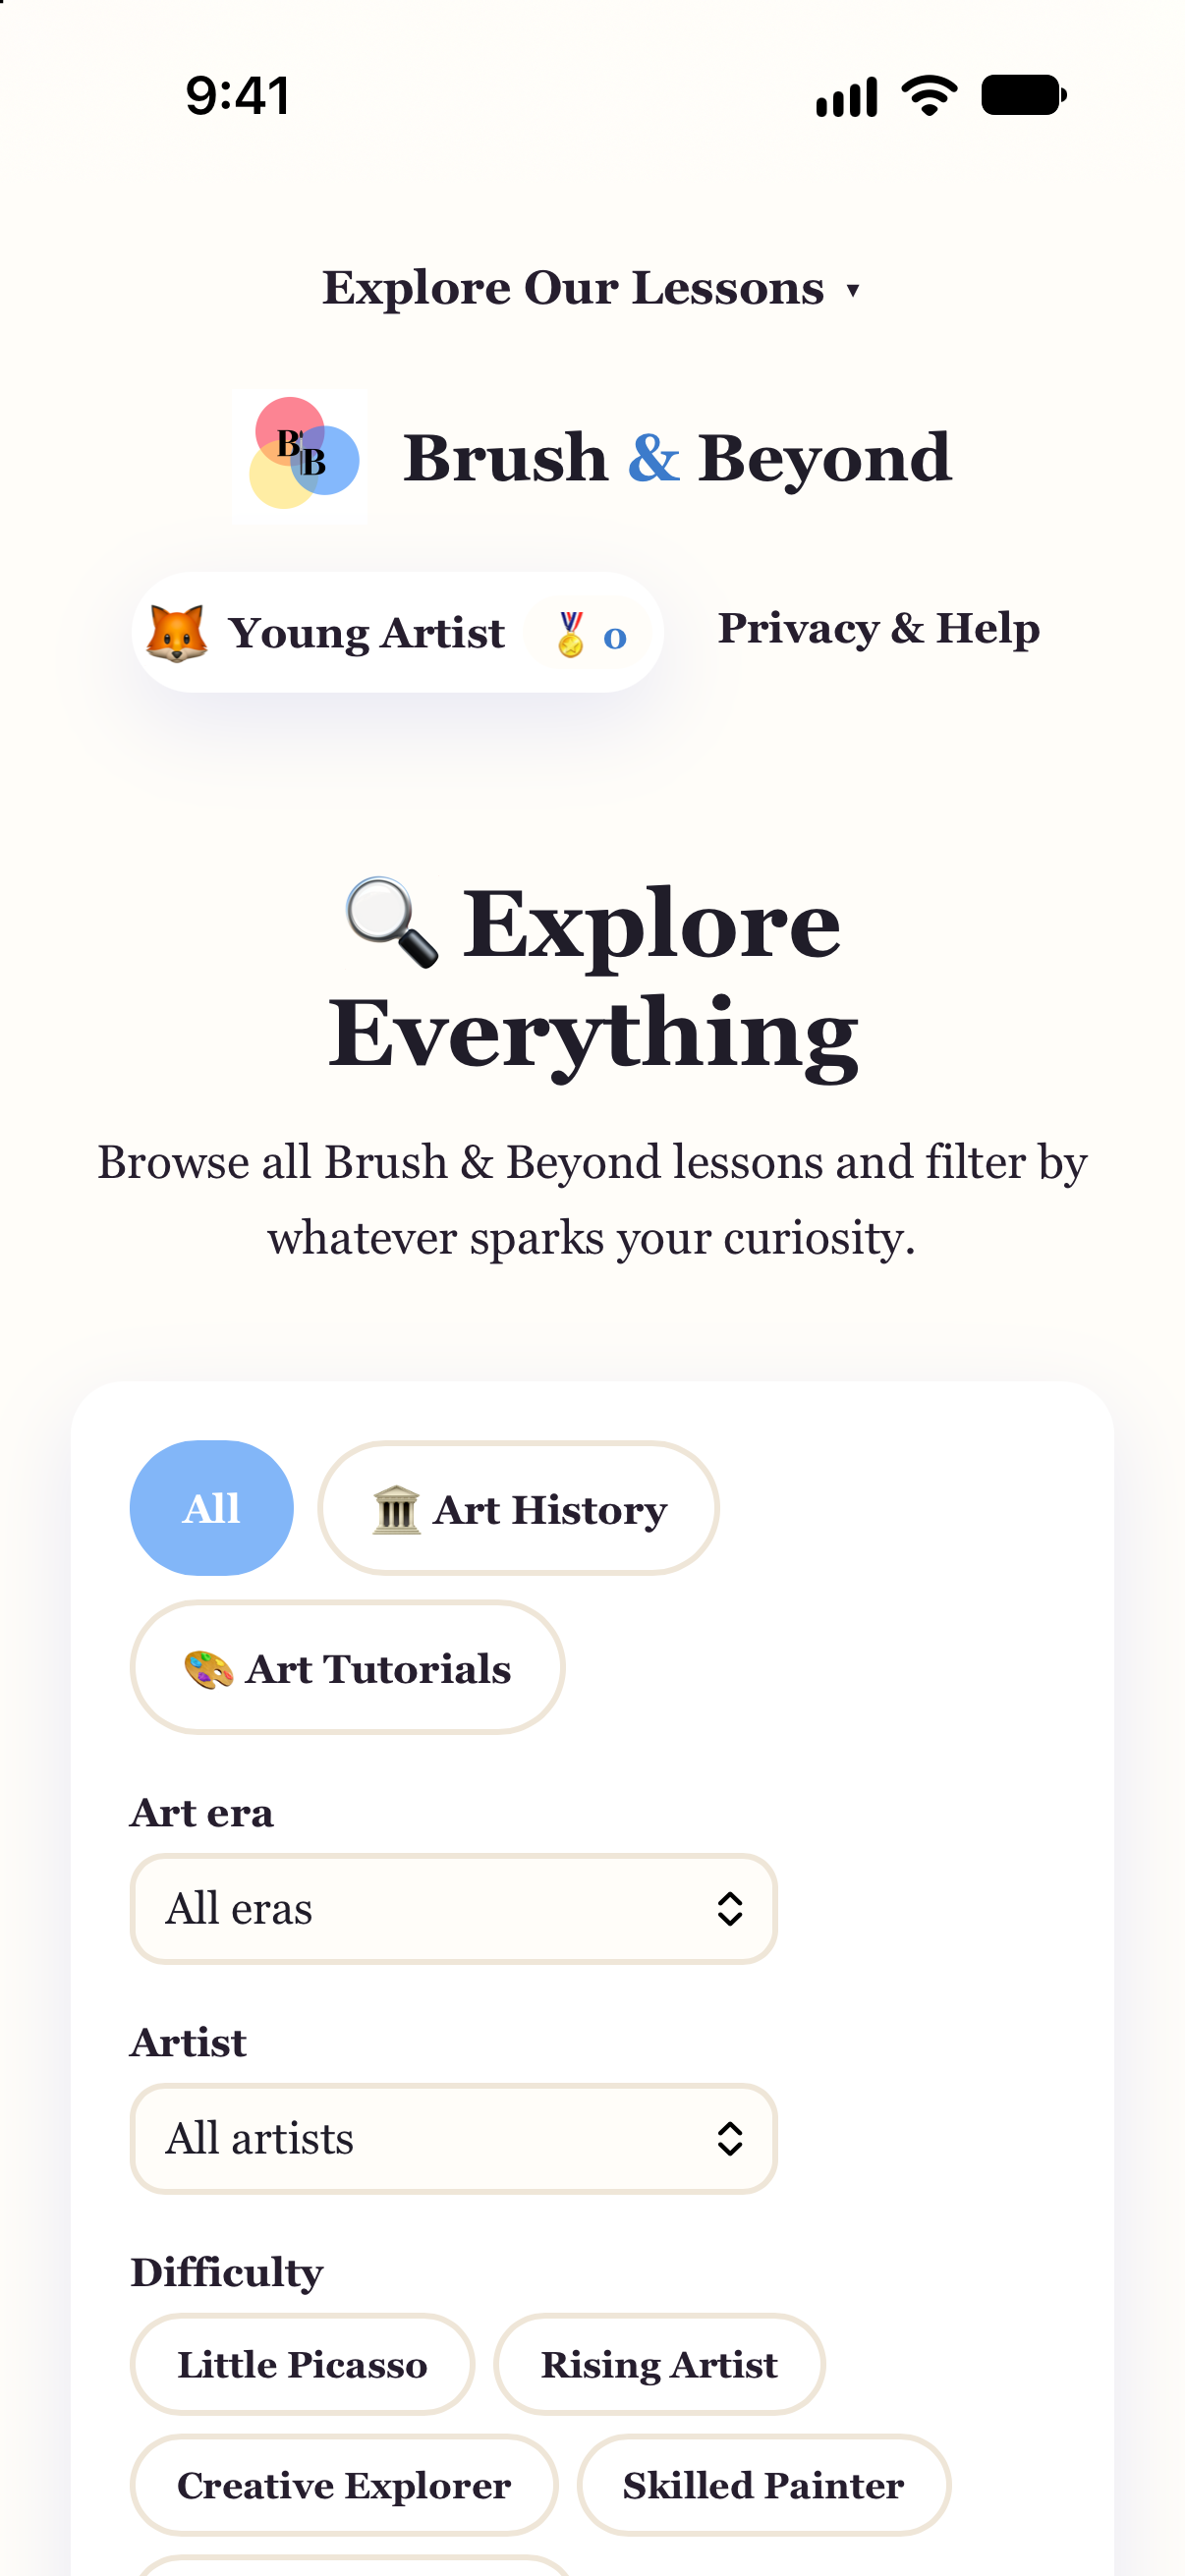 9:41
Explore Our Lessons ▾
BB
Brush & Beyond
Young Artist 0
Privacy & Help
Explore
Everything
Browse all Brush & Beyond lessons and filter by
whatever sparks your curiosity.
All
Art History
Art Tutorials
Art era
All eras
Artist
All artists
Difficulty
Little Picasso
Rising Artist
Creative Explorer
Skilled Painter